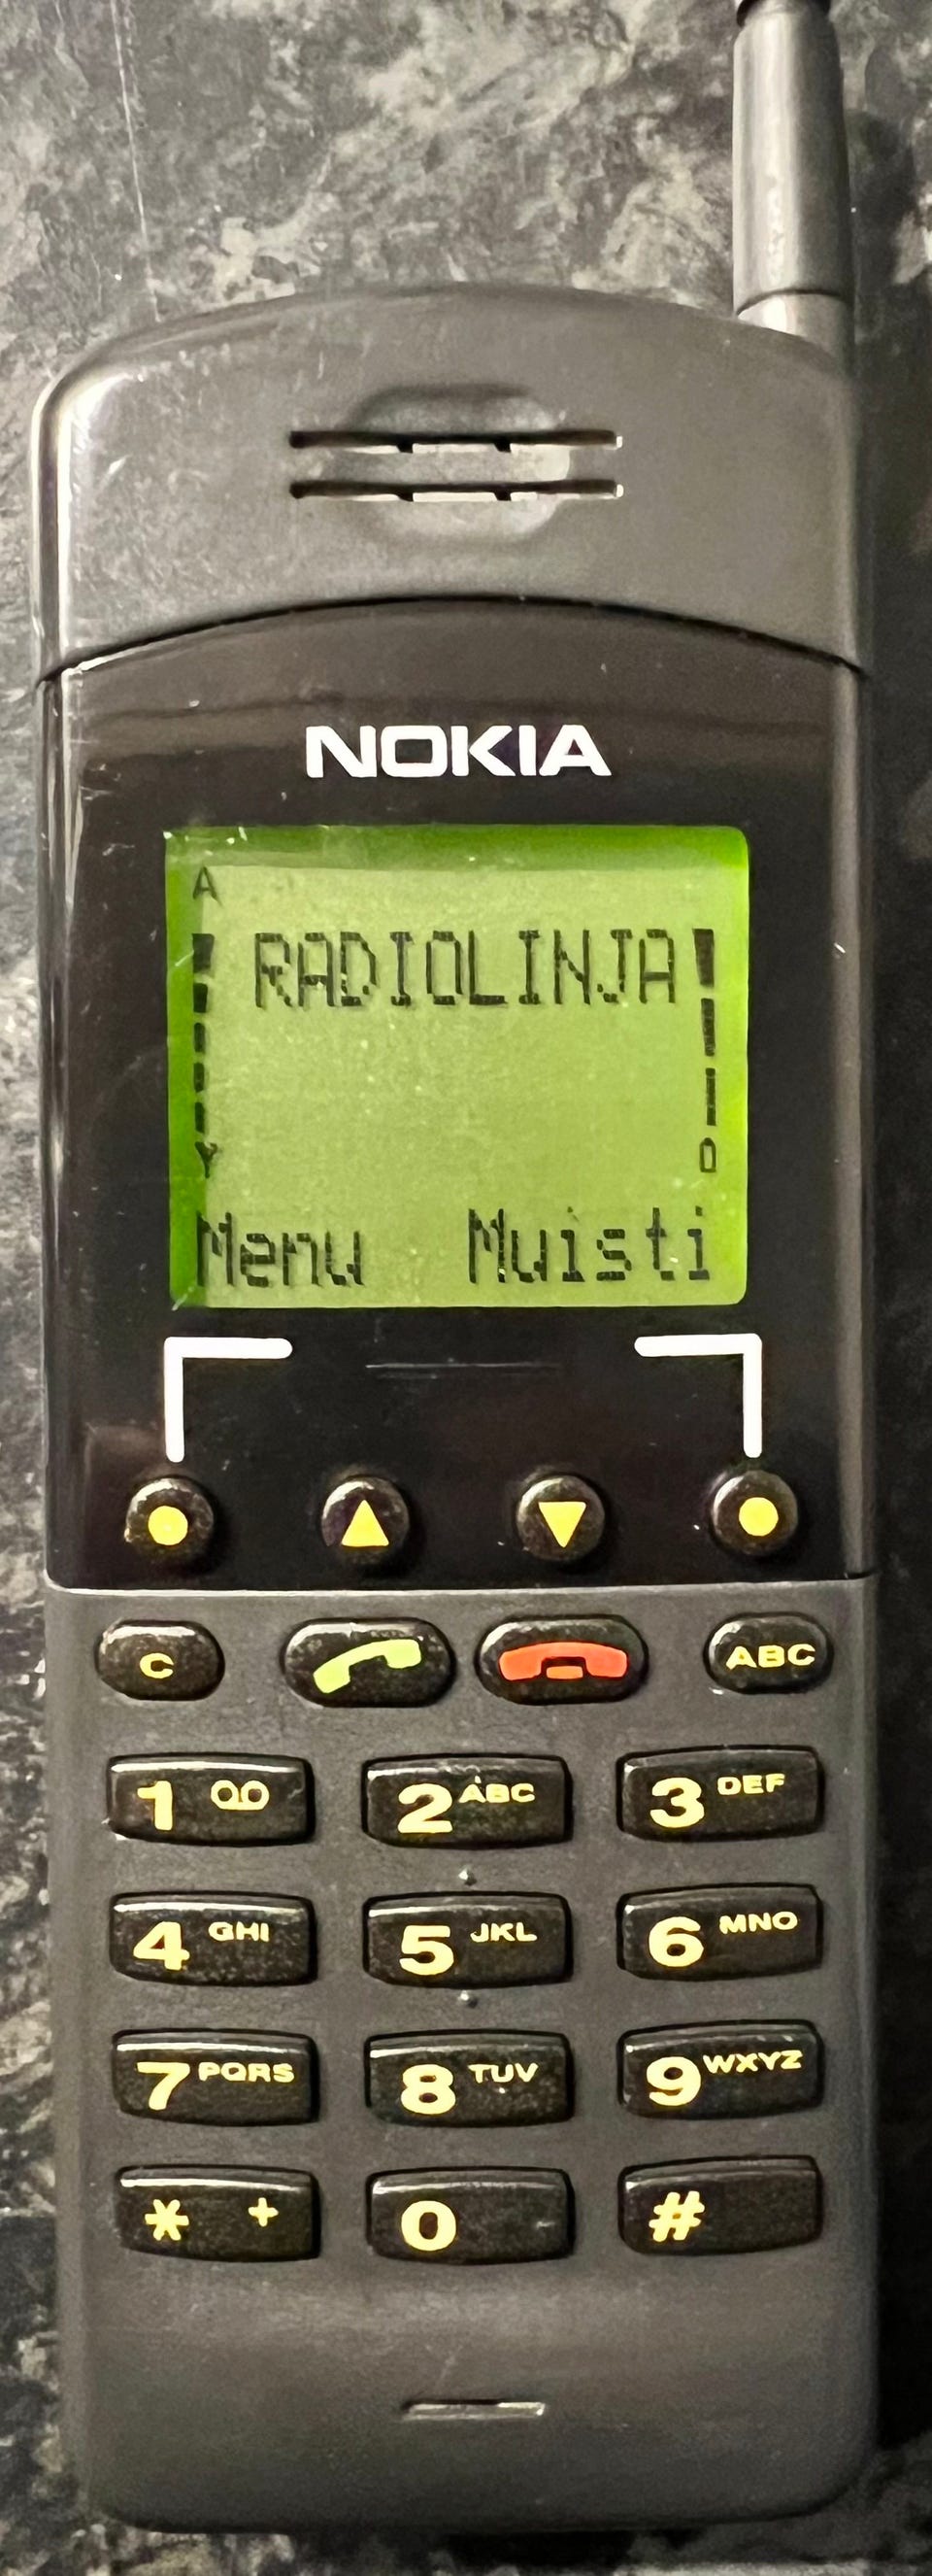 NOKIA
A
RADIOLINJA
Menu Muisti
C ABC
1 2 ABC 3 DEF
4 GHI 5 JKL 6 MNO
7 PQRS 8 TUV 9 WXYZ
* + 0 #